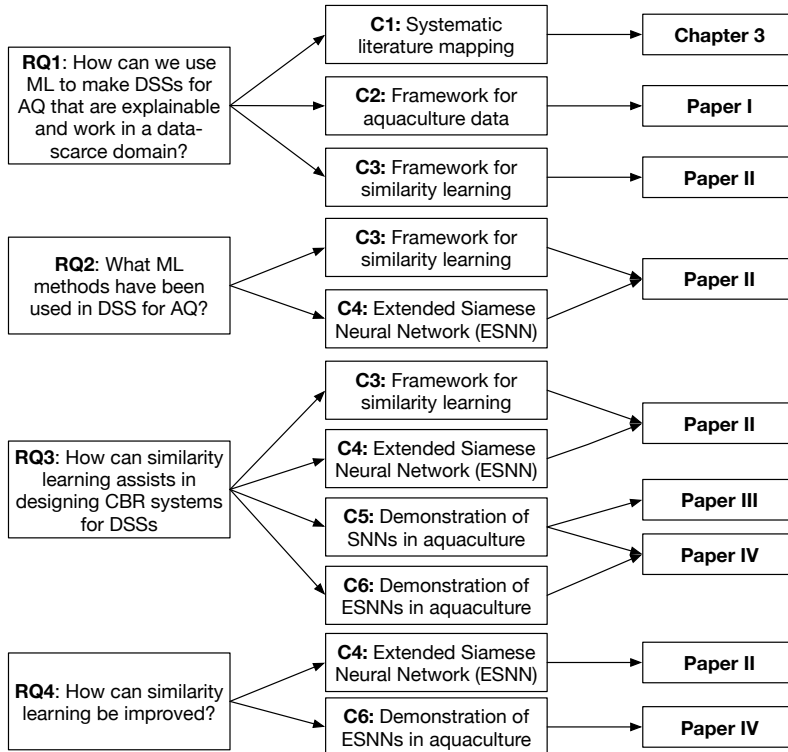 RQ1: How can we use
ML to make DSSs for
AQ that are explainable
and work in a data-
scarce domain?
C1: Systematic
literature mapping
Chapter 3
C2: Framework for
aquaculture data
Paper I
C3: Framework for
similarity learning
Paper II
RQ2: What ML
methods have been
used in DSS for AQ?
C3: Framework for
similarity learning
C4: Extended Siamese
Neural Network (ESNN)
Paper II
RQ3: How can similarity
learning assists in
designing CBR systems
for DSSs
C3: Framework for
similarity learning
C4: Extended Siamese
Neural Network (ESNN)
Paper II
C5: Demonstration of
SNNs in aquaculture
Paper III
C6: Demonstration of
ESNNs in aquaculture
Paper IV
RQ4: How can similarity
learning be improved?
C4: Extended Siamese
Neural Network (ESNN)
Paper II
C6: Demonstration of
ESNNs in aquaculture
Paper IV